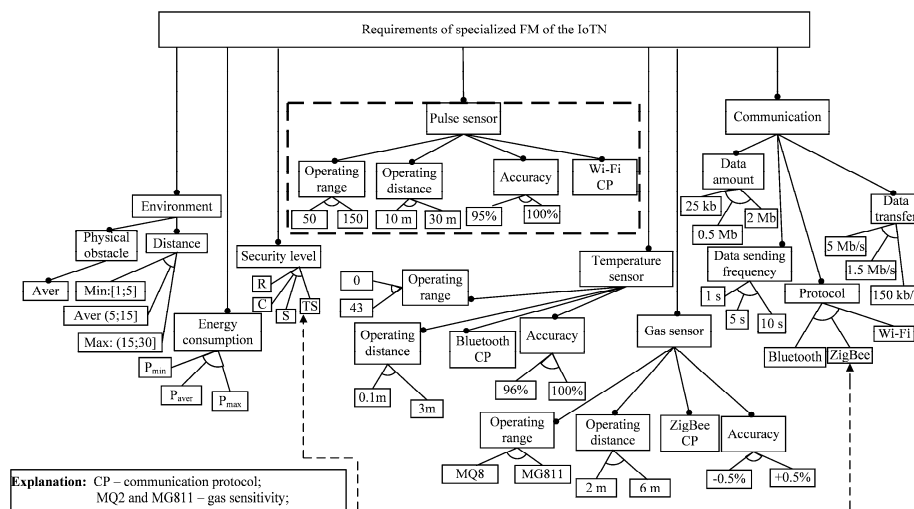 Requirements of specialized FM of the IoTN
Pulse sensor
Operating
range
50
150
Operating
distance
10 m
30 m
Accuracy
95%
100%
Wi-Fi
CP
Communication
Data
amount
25 kb
0.5 Mb
2 Mb
Data sending
frequency
1 s
5 s
10 s
Protocol
Bluetooth
ZigBee
Wi-Fi
Data
transfer
5 Mb/s
1.5 Mb/s
150 kb/
Environment
Physical
obstacle
Aver
Distance
Min:[1;5]
Aver (5;15]
Max: (15;30]
Energy
consumption
Pmin
Paver
Pmax
Security level
R
C
S
TS
Temperature
sensor
Operating
range
0
43
Operating
distance
0.1m
3m
Bluetooth
CP
Accuracy
96%
100%
Gas sensor
Operating
range
MQ8
MG811
Operating
distance
2 m
6 m
ZigBee
CP
Accuracy
-0.5%
+0.5%
Explanation: CP – communication protocol;
MQ2 and MG811 – gas sensitivity;